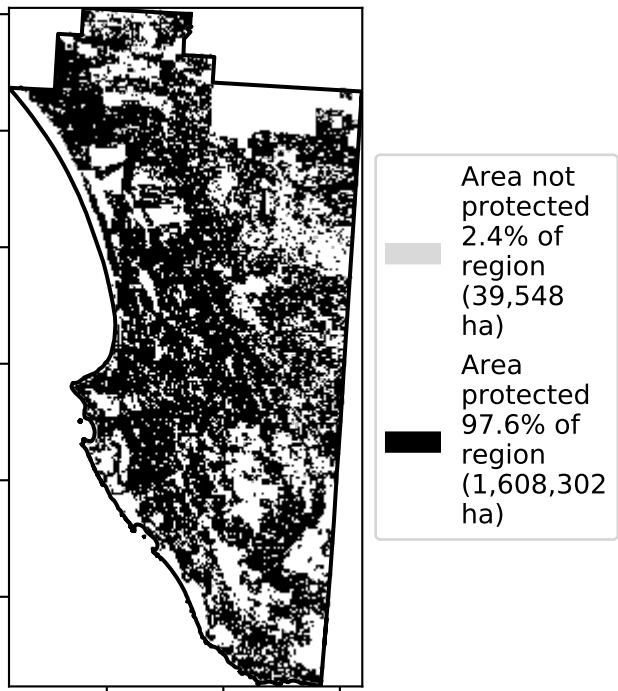 Area not
protected
2.4% of
region
(39,548
ha)
Area
protected
97.6% of
region
(1,608,302
ha)